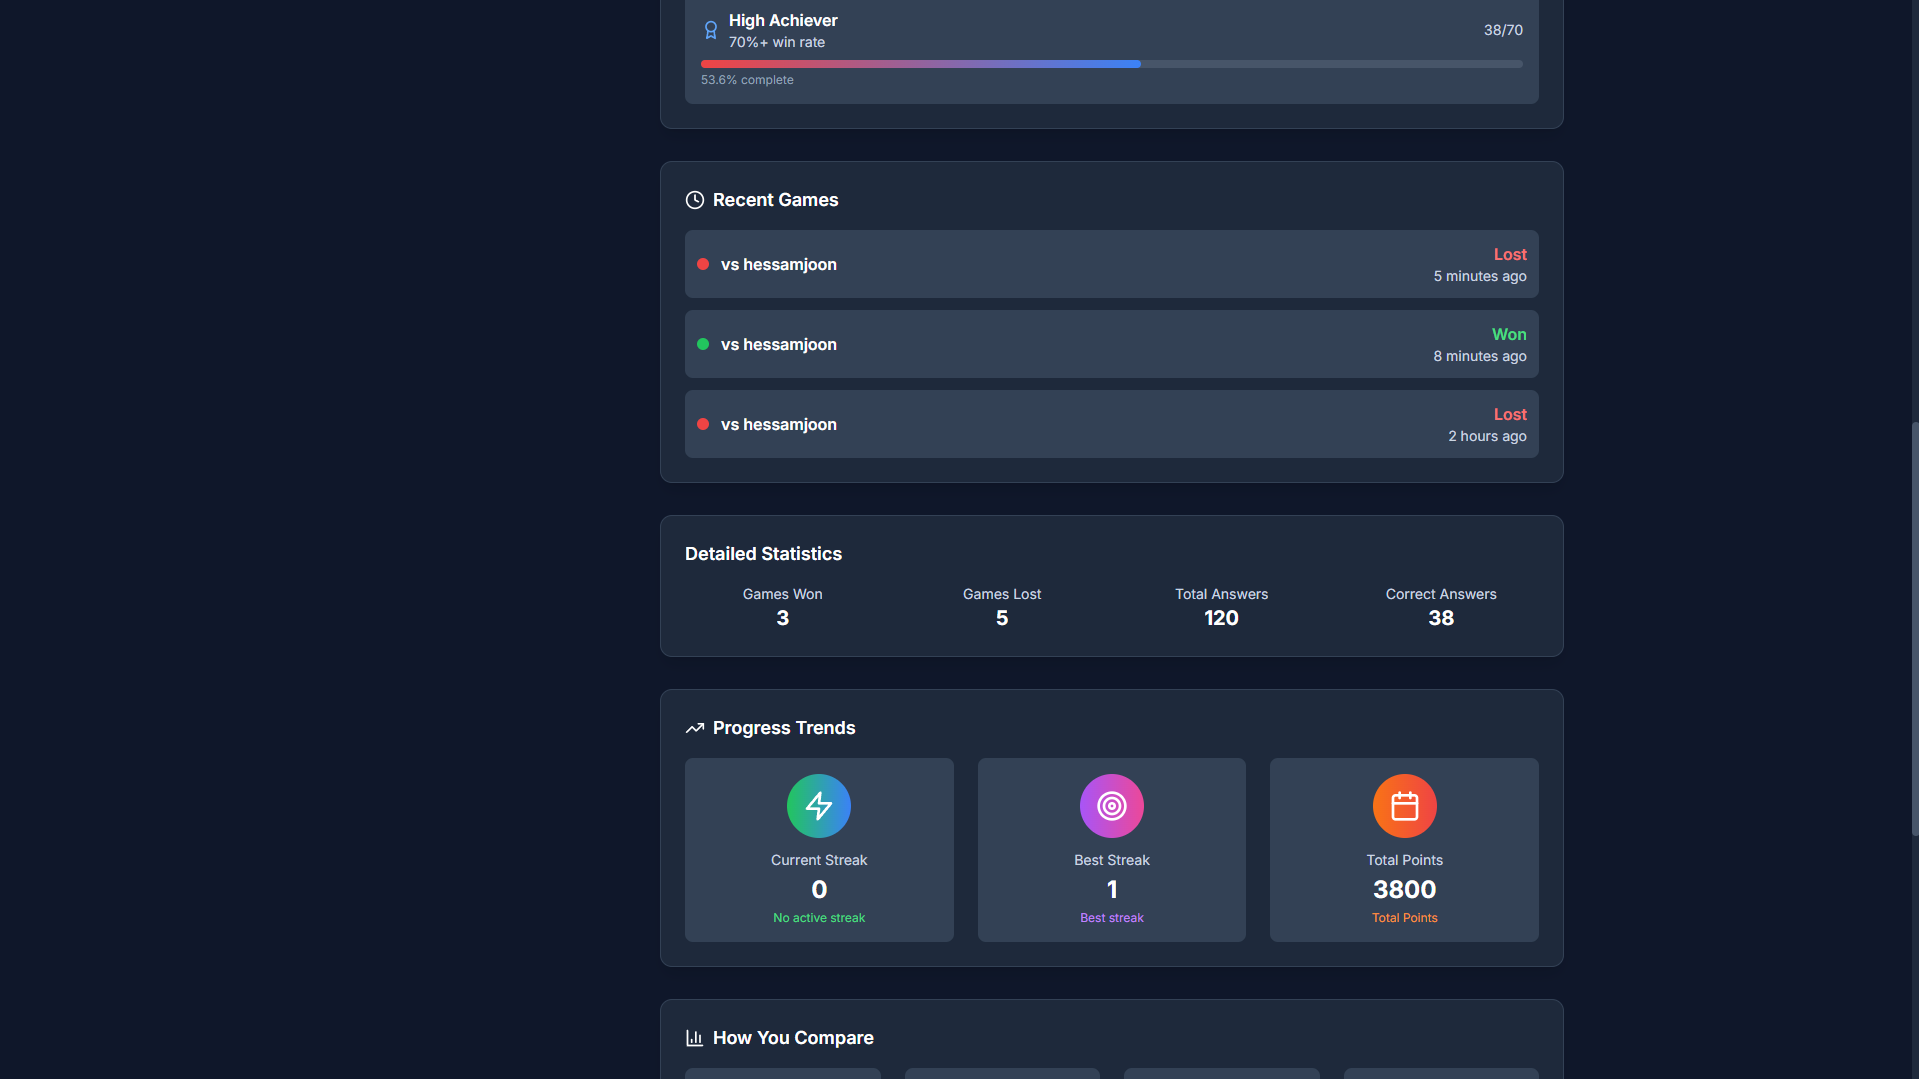 High Achiever
70%+ win rate
38/70
53.6% complete
Recent Games
vs hessamjoon
Lost
5 minutes ago
vs hessamjoon
Won
8 minutes ago
vs hessamjoon
Lost
2 hours ago
Detailed Statistics
Games Won
3
Games Lost
5
Total Answers
120
Correct Answers
38
Progress Trends
Current Streak
0
No active streak
Best Streak
1
Best streak
Total Points
3800
Total Points
How You Compare